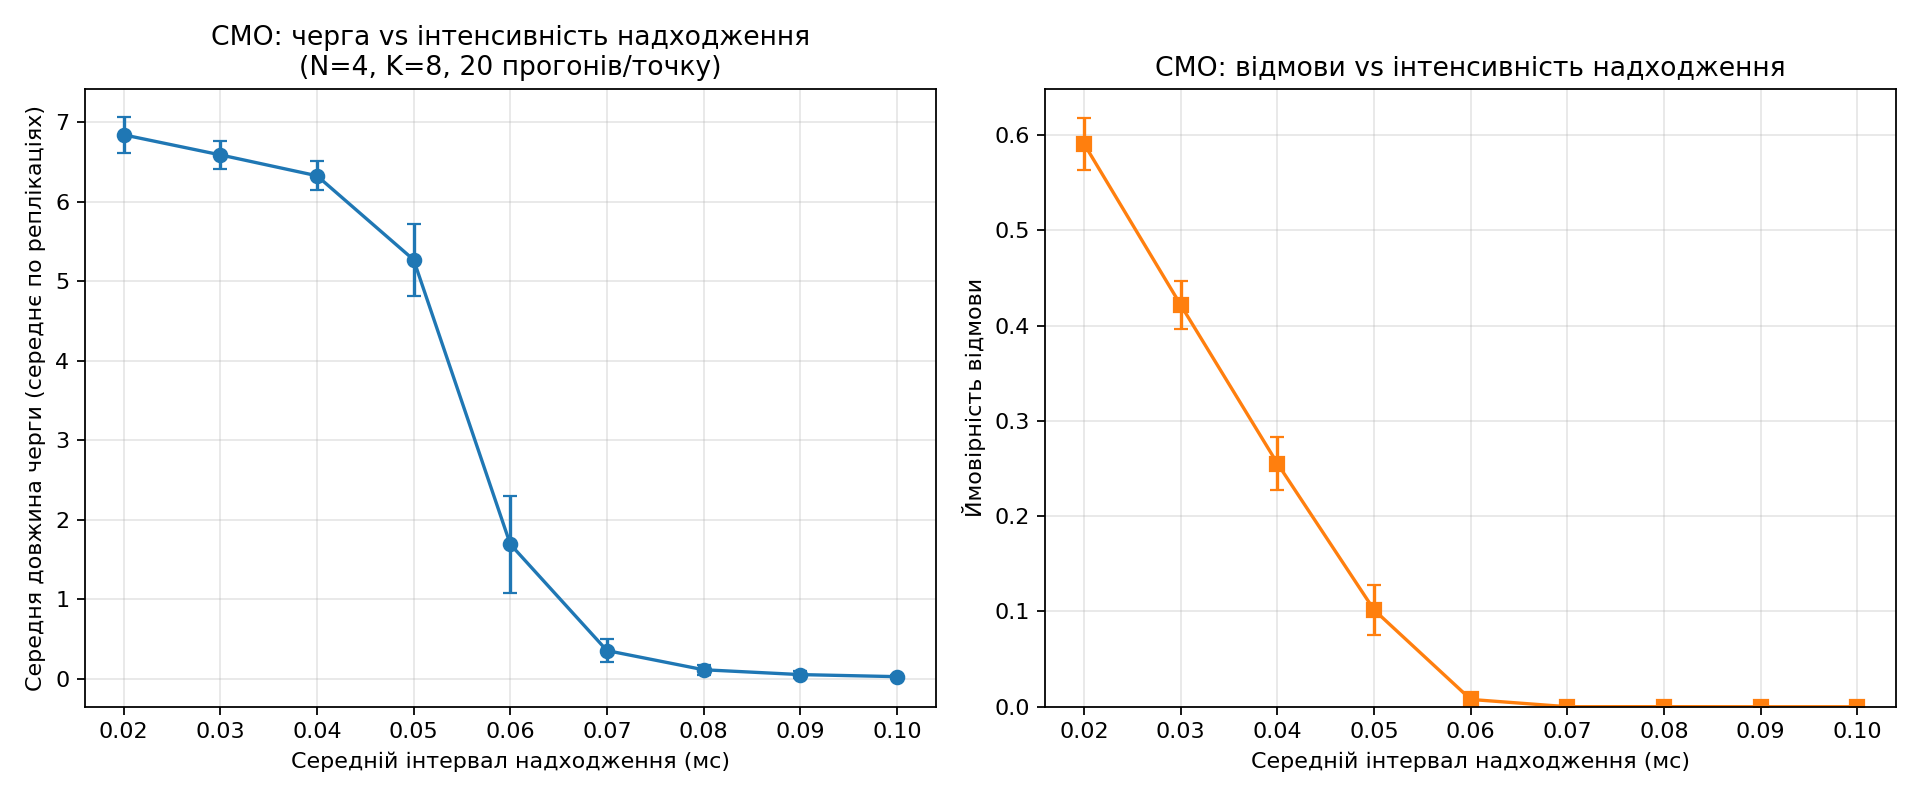 СМО: черга vs інтенсивність надходження
(N=4, K=8, 20 прогонів/точку)
Середня довжина черги (середнє по реплікаціях)
7
6
5
4
3
2
1
0
0.02 0.03 0.04 0.05 0.06 0.07 0.08 0.09 0.10
Середній інтервал надходження (мс)
СМО: відмови vs інтенсивність надходження
Ймовірність відмови
0.6
0.5
0.4
0.3
0.2
0.1
0.0
0.02 0.03 0.04 0.05 0.06 0.07 0.08 0.09 0.10
Середній інтервал надходження (мс)